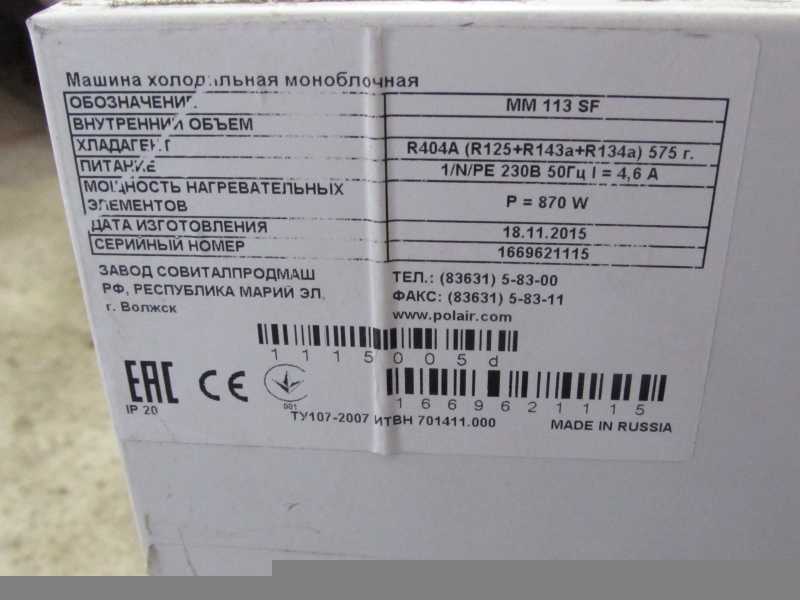 Машина холодильная моноблочная
ОБОЗНАЧЕНИЕ MM 113 SF
ВНУТРЕННИЙ ОБЪЕМ
ХЛАДАГЕНТ R404A (R125+R143a+R134a) 575 г.
ПИТАНИЕ 1/N/PE 230В 50Гц I = 4,6 А
МОЩНОСТЬ НАГРЕВАТЕЛЬНЫХ
ЭЛЕМЕНТОВ P = 870 W
ДАТА ИЗГОТОВЛЕНИЯ 18.11.2015
СЕРИЙНЫЙ НОМЕР 1669621115
ЗАВОД СОВИТАЛПРОДМАШ
РФ, РЕСПУБЛИКА МАРИЙ ЭЛ,
г. Волжск
ТЕЛ.: (83631) 5-83-00
ФАКС: (83631) 5-83-11
www.polair.com
1115005d
EAC CE
001
IP 20
1669621115
ТУ107-2007 ИТВН 701411.000
MADE IN RUSSIA